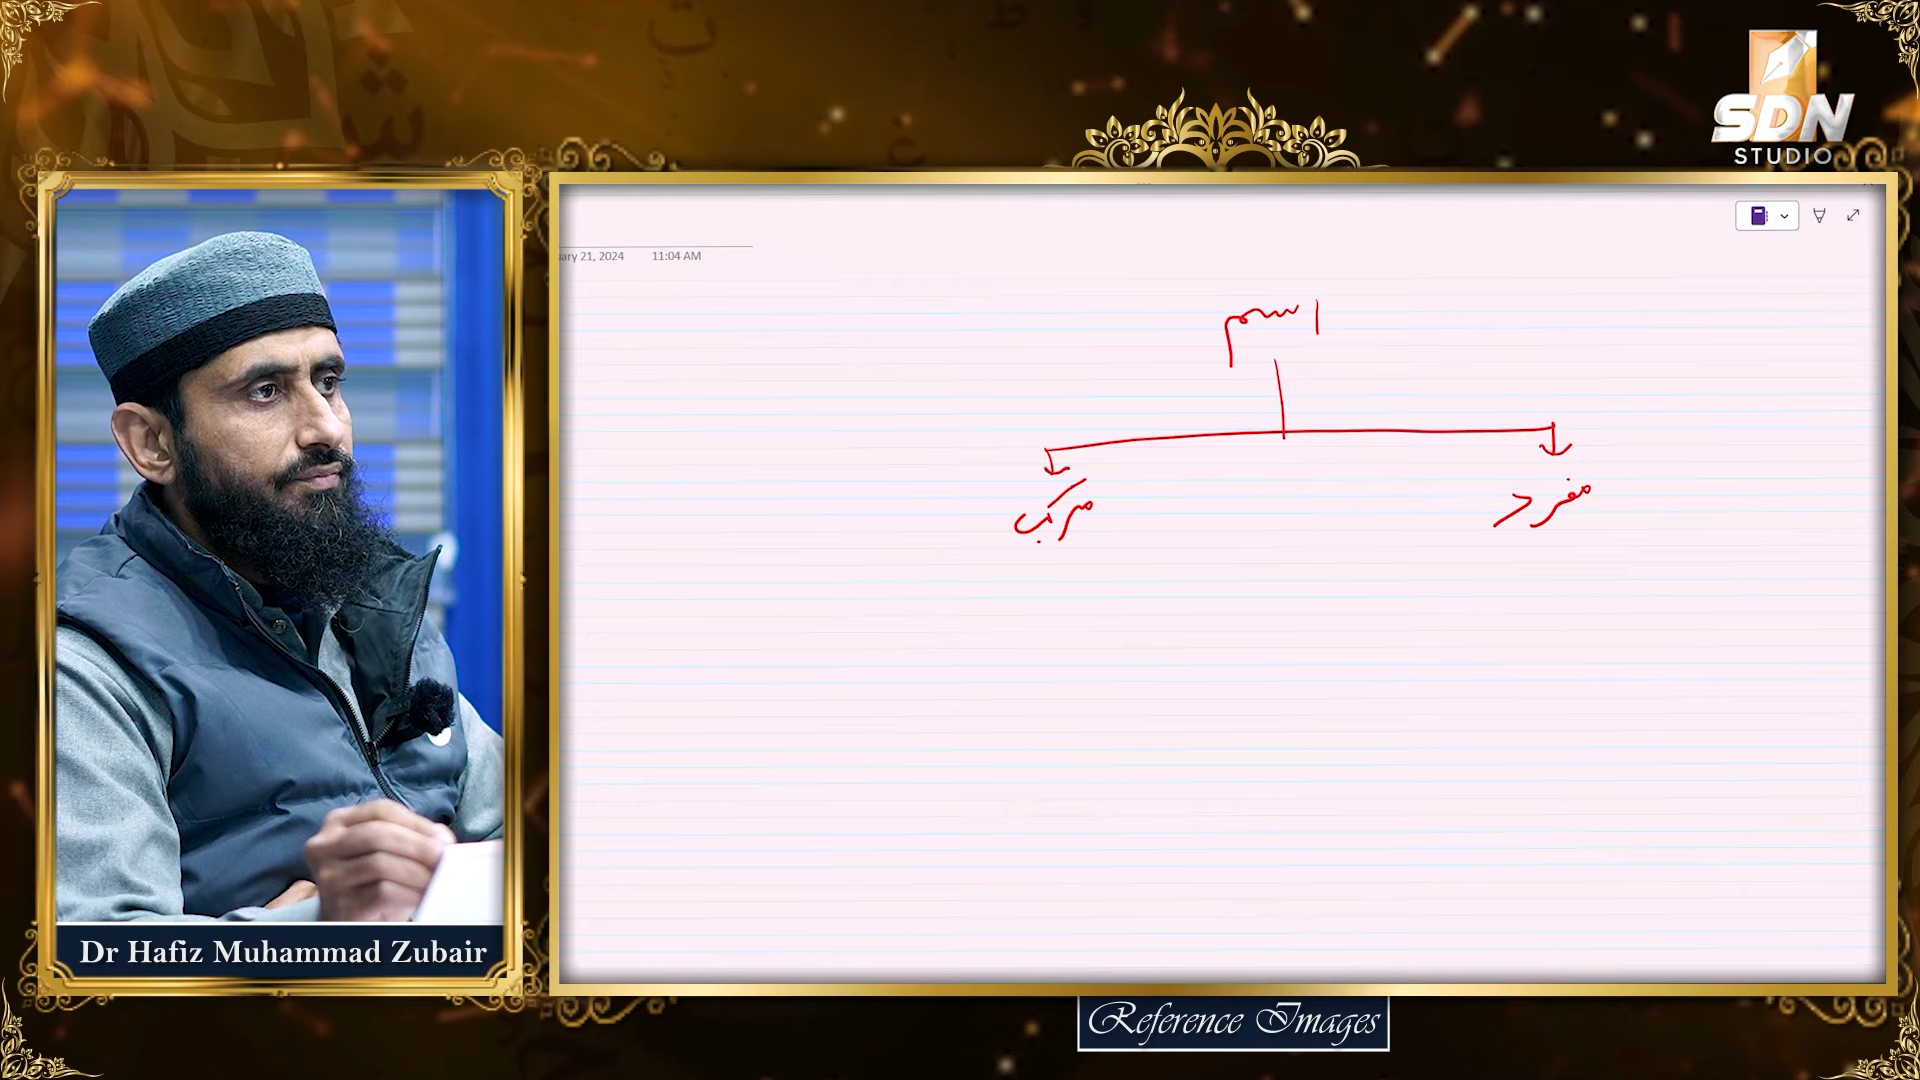 SDN
STUDIO
ary 21, 2024 11:04 AM
اسم
مفرد مرکب
Dr Hafiz Muhammad Zubair
Reference Images